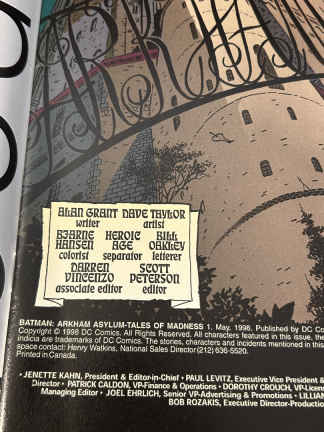 ARKHA
ALAN GRANT DAVE TAYLOR
writer artist
BJARNE HEROIC BILL
HANSEN AGE OAKLEY
colorist separator letterer
DARREN SCOTT
VINCENZO PETERSON
associate editor editor
BATMAN: ARKHAM ASYLUM-TALES OF MADNESS 1. May, 1998. Published by DC Co
Copyright © 1998 DC Comics. All Rights Reserved. All characters featured in this issue, the
indicia are trademarks of DC Comics. The stories, characters and incidents mentioned in this
space contact: Henry Watkins, National Sales Director (212) 636-5520.
Printed in Canada.
• JENETTE KAHN, President & Editor-in-Chief • PAUL LEVITZ, Executive Vice President &
Director • PATRICK CALDON, VP-Finance & Operations • DOROTHY CROUCH, VP-Licen
Managing Editor • JOEL EHRLICH, Senior VP-Advertising & Promotions • LILLIAN
BOB ROZAKIS, Executive Director-Production